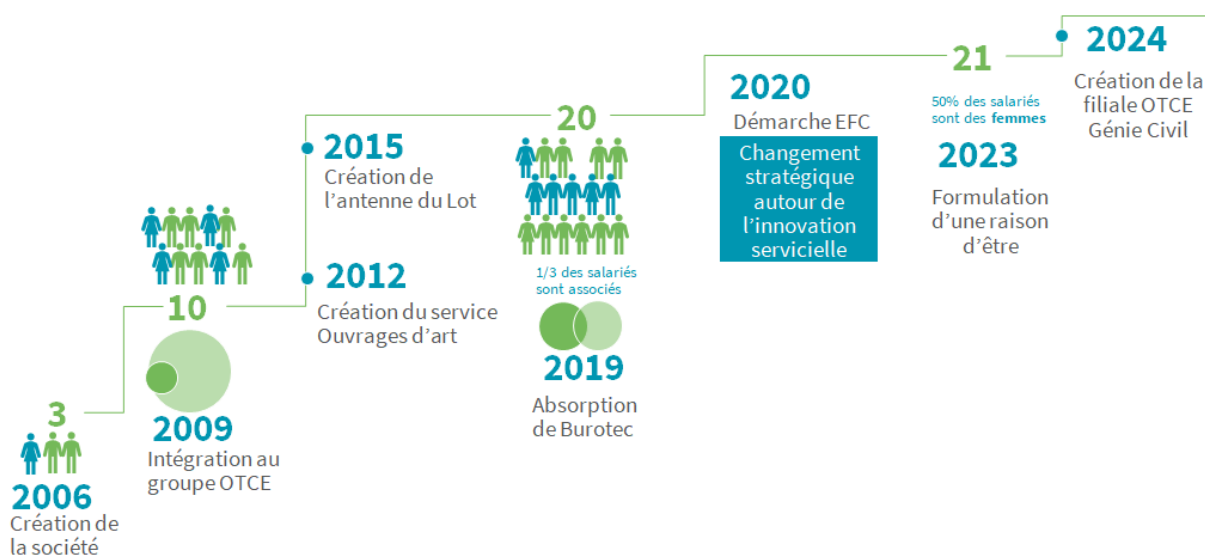 3
2006
Création de
la société
10
2009
Intégration au
groupe OTCE
2015
Création de
l’antenne du Lot
2012
Création du service
Ouvrages d’art
20
1/3 des salariés
sont associés
2019
Absorption
de Burotec
2020
Démarche EFC
Changement
stratégique
autour de
l’innovation
servicielle
21
50% des salariés
sont des femmes
2023
Formulation
d’une raison
d’être
2024
Création de la
filiale OTCE
Génie Civil